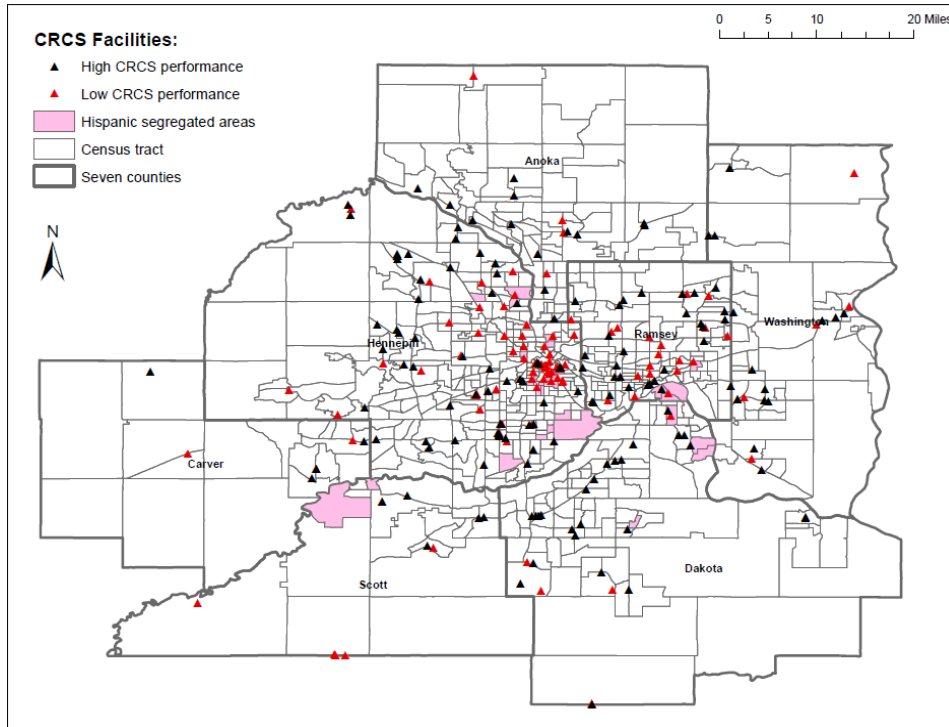 0 5 10 20 Miles
CRCS Facilities:
High CRCS performance
Low CRCS performance
Hispanic segregated areas
Census tract
Seven counties
N
Anoka
Washington
Ramsey
Hennepin
Carver
Scott
Dakota